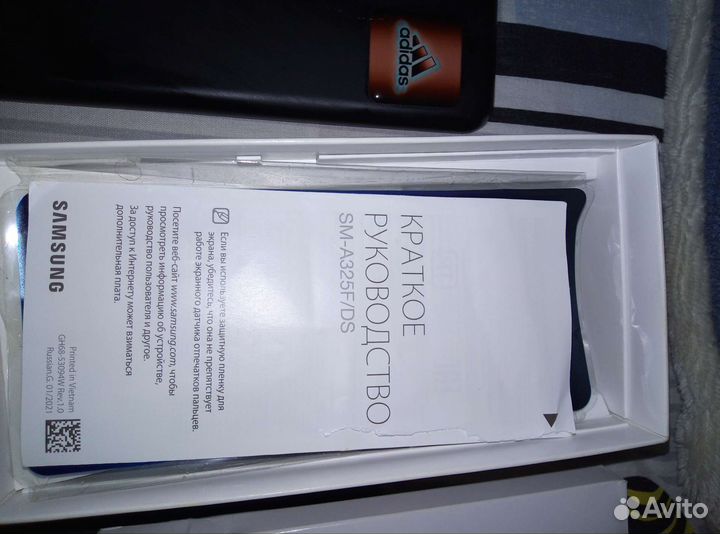 adidas
КРАТКОЕ
РУКОВОДСТВО
SM-A325F/DS
Если вы используете защитную пленку для
экрана, убедитесь, что она не препятствует
работе экранного датчика отпечатков пальцев.
Посетите веб-сайт www.samsung.com, чтобы
просмотреть информацию об устройстве,
руководство пользователя и другое.
За доступ к Интернету может взиматься
дополнительная плата.
SAMSUNG
Printed in Vietnam
GH68-53094W Rev.1.0
Russian.G. 01/2021
Avito